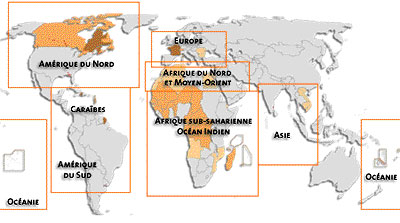 Europe
Amérique du Nord
Afrique du Nord
et Moyen-Orient
Caraïbes
Afrique sub-saharienne
Océan Indien
Asie
Amérique
du Sud
Océanie
Océanie